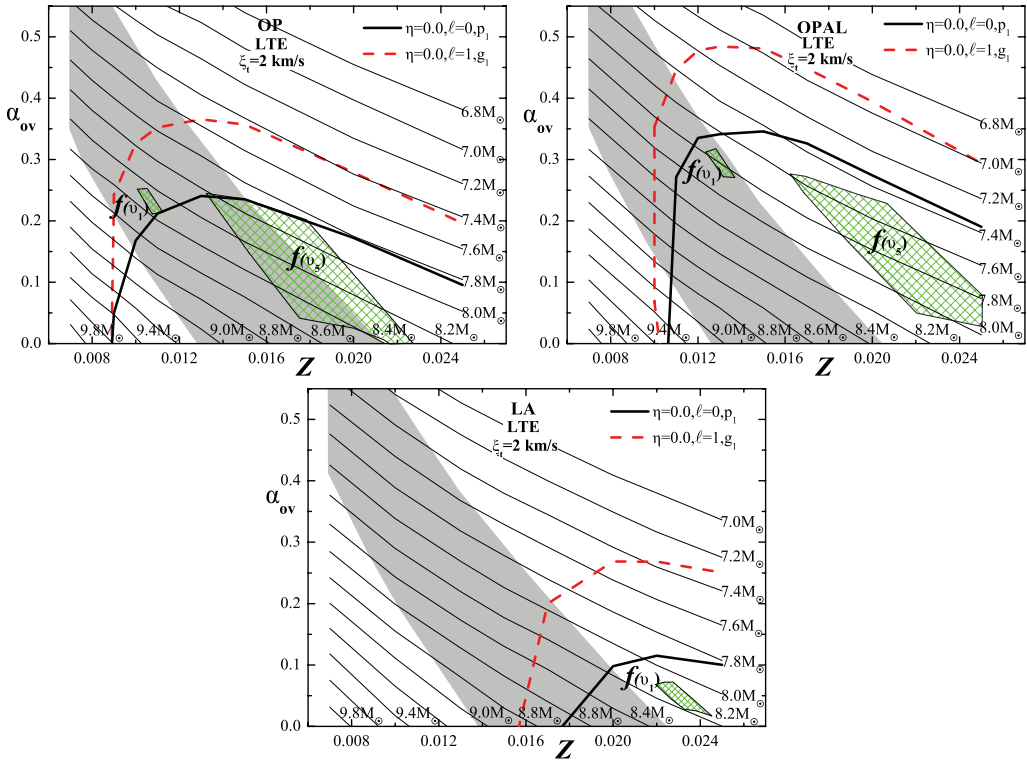 OP
LTE
ξt=2 km/s
η=0.0,ℓ=0,p1
η=0.0,ℓ=1,g1
αov
0.5
0.4
0.3
0.2
0.1
0.0
6.8M⊙
7.0M⊙
7.2M⊙
7.4M⊙
7.6M⊙
7.8M⊙
8.0M⊙
f(υ1)
f(υ5)
9.8M⊙ 9.4M⊙ 9.0M⊙ 8.8M⊙ 8.6M⊙ 8.4M⊙ 8.2M⊙
0.008 0.012 0.016 0.020 0.024
Z
OPAL
LTE
ξt=2 km/s
η=0.0,ℓ=0,p1
η=0.0,ℓ=1,g1
αov
0.5
0.4
0.3
0.2
0.1
0.0
6.8M⊙
7.0M⊙
7.2M⊙
7.4M⊙
7.6M⊙
7.8M⊙
8.0M⊙
f(υ1)
f(υ5)
9.8M⊙ 9.4M⊙ 9.0M⊙ 8.8M⊙ 8.6M⊙ 8.4M⊙ 8.2M⊙
0.008 0.012 0.016 0.020 0.024
Z
LA
LTE
ξt=2 km/s
η=0.0,ℓ=0,p1
η=0.0,ℓ=1,g1
αov
0.5
0.4
0.3
0.2
0.1
0.0
7.0M⊙
7.2M⊙
7.4M⊙
7.6M⊙
7.8M⊙
8.0M⊙
8.2M⊙
f(υ1)
9.8M⊙ 9.4M⊙ 9.0M⊙ 8.8M⊙ 8.8M⊙ 8.4M⊙
0.008 0.012 0.016 0.020 0.024
Z